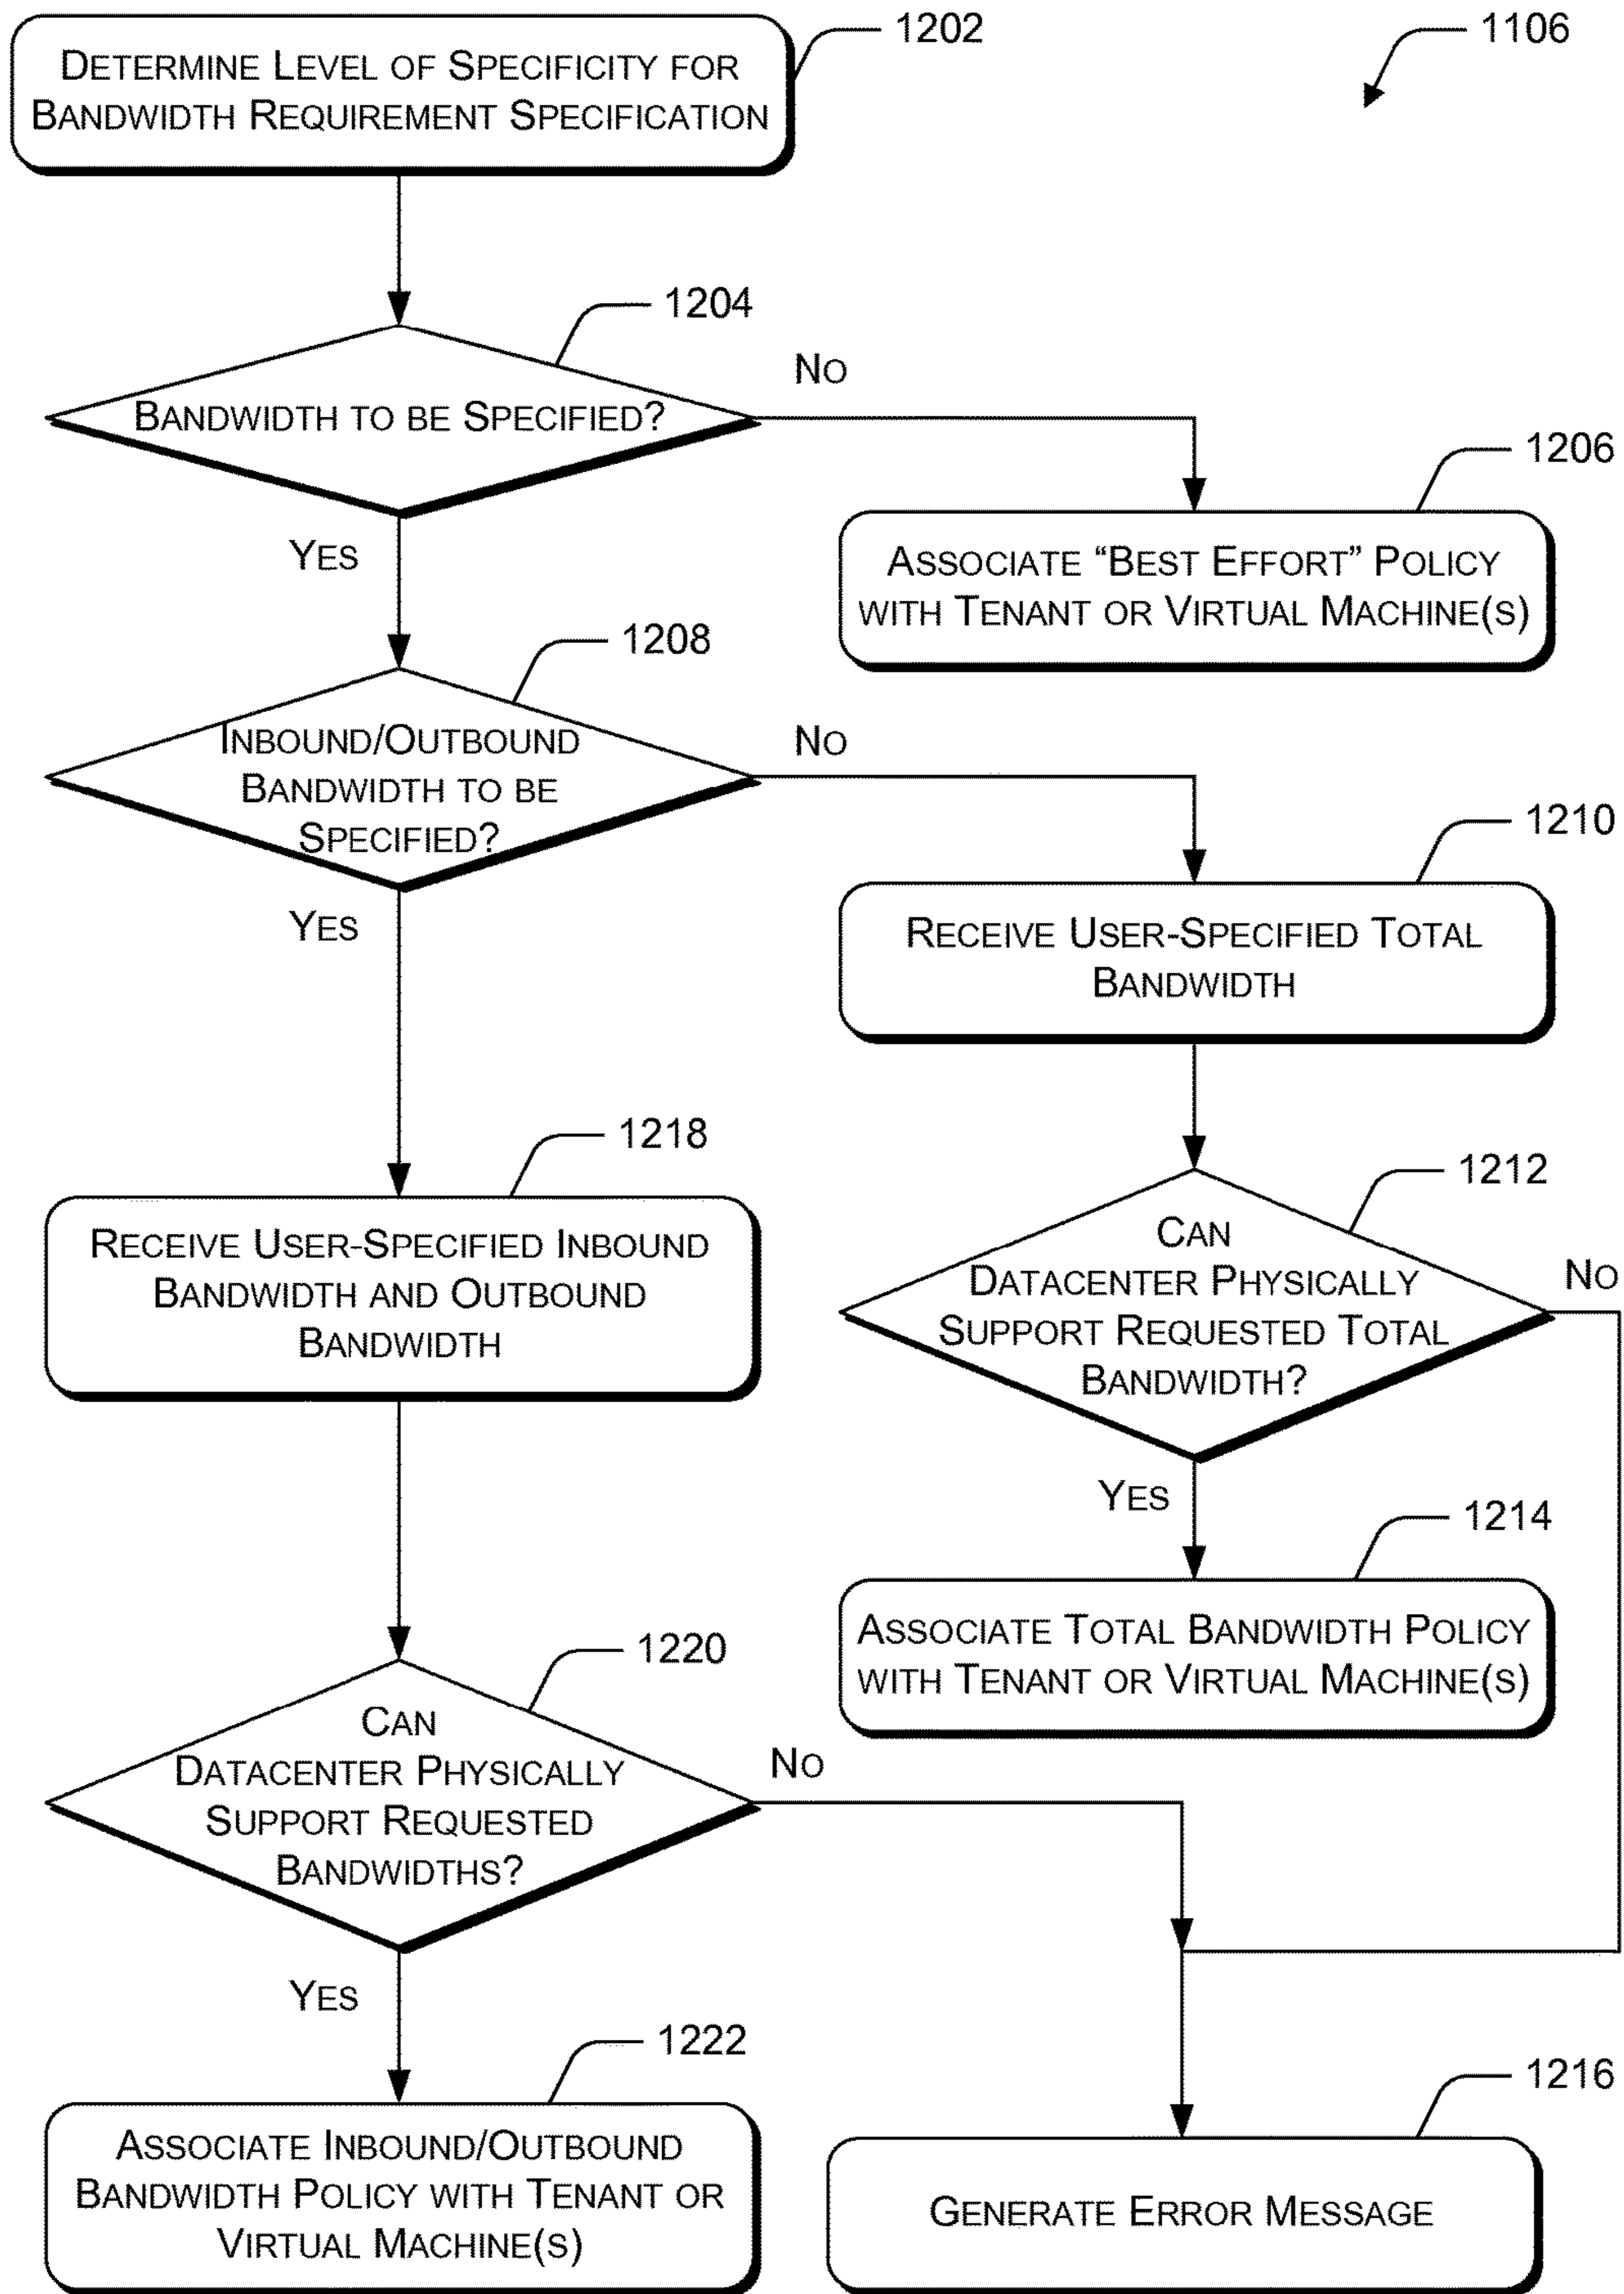 1202
1106
DETERMINE LEVEL OF SPECIFICITY FOR
BANDWIDTH REQUIREMENT SPECIFICATION
1204
NO
BANDWIDTH TO BE SPECIFIED?
1206
YES
ASSOCIATE “BEST EFFORT” POLICY
WITH TENANT OR VIRTUAL MACHINE(S)
1208
NO
INBOUND/OUTBOUND
BANDWIDTH TO BE
SPECIFIED?
1210
YES
RECEIVE USER-SPECIFIED TOTAL
BANDWIDTH
1218
RECEIVE USER-SPECIFIED INBOUND
BANDWIDTH AND OUTBOUND
BANDWIDTH
1212
CAN
DATACENTER PHYSICALLY
SUPPORT REQUESTED TOTAL
BANDWIDTH?
NO
YES
1214
ASSOCIATE TOTAL BANDWIDTH POLICY
WITH TENANT OR VIRTUAL MACHINE(S)
1220
CAN
DATACENTER PHYSICALLY
SUPPORT REQUESTED
BANDWIDTHS?
NO
YES
1222
ASSOCIATE INBOUND/OUTBOUND
BANDWIDTH POLICY WITH TENANT OR
VIRTUAL MACHINE(S)
1216
GENERATE ERROR MESSAGE